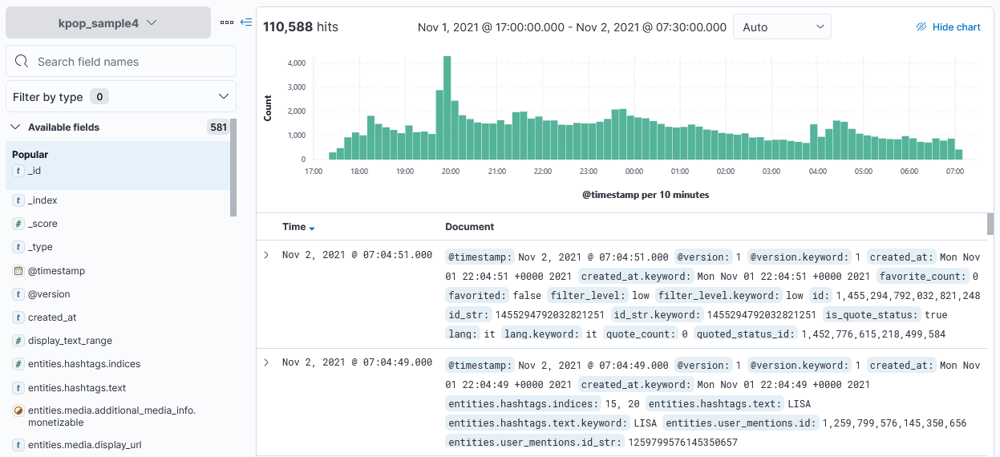 kpop_sample4
Search field names
Filter by type 0
Available fields 581
Popular
t _id
t _index
# _score
t _type
@timestamp
t @version
t created_at
# display_text_range
# entities.hashtags.indices
t entities.hashtags.text
entities.media.additional_media_info.
monetizable
t entities.media.display_url
110,588 hits
Nov 1, 2021 @ 17:00:00.000 - Nov 2, 2021 @ 07:30:00.000
Auto
Hide chart
Count
4,000
3,000
2,000
1,000
0
17:00 18:00 19:00 20:00 21:00 22:00 23:00 00:00 01:00 02:00 03:00 04:00 05:00 06:00 07:00
@timestamp per 10 minutes
Time Document
Nov 2, 2021 @ 07:04:51.000
@timestamp: Nov 2, 2021 @ 07:04:51.000 @version: 1 @version.keyword: 1 created_at: Mon Nov
01 22:04:51 +0000 2021 created_at.keyword: Mon Nov 01 22:04:51 +0000 2021 favorite_count: 0
favorited: false filter_level: low filter_level.keyword: low id: 1,455,294,792,032,821,248
id_str: 1455294792032821251 id_str.keyword: 1455294792032821251 is_quote_status: true
lang: it lang.keyword: it quote_count: 0 quoted_status_id: 1,452,776,615,218,499,584
Nov 2, 2021 @ 07:04:49.000
@timestamp: Nov 2, 2021 @ 07:04:49.000 @version: 1 @version.keyword: 1 created_at: Mon Nov
01 22:04:49 +0000 2021 created_at.keyword: Mon Nov 01 22:04:49 +0000 2021
entities.hashtags.indices: 15, 20 entities.hashtags.text: LISA
entities.hashtags.text.keyword: LISA entities.user_mentions.id: 1,259,799,576,145,350,656
entities.user_mentions.id_str: 1259799576145350657